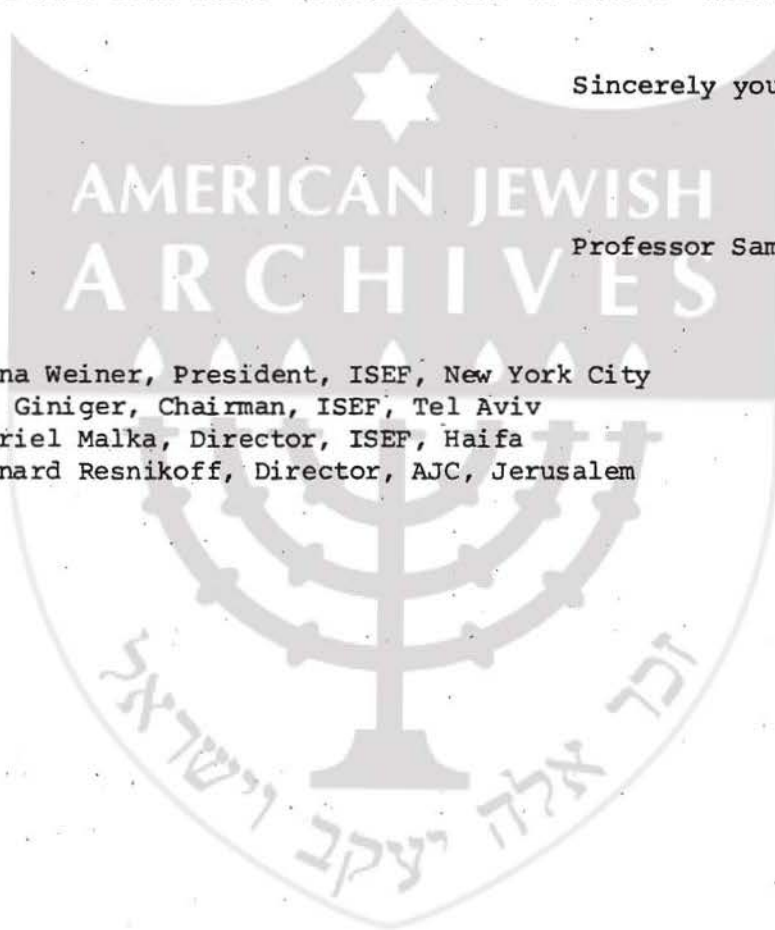 Sincerely you
AMERICAN JEWISH
ARCHIVES
Professor Sam
na Weiner, President, ISEF, New York City
Giniger, Chairman, ISEF, Tel Aviv
riel Malka, Director, ISEF, Haifa
nard Resnikoff, Director, AJC, Jerusalem
זכר אלה יעקב וישראל